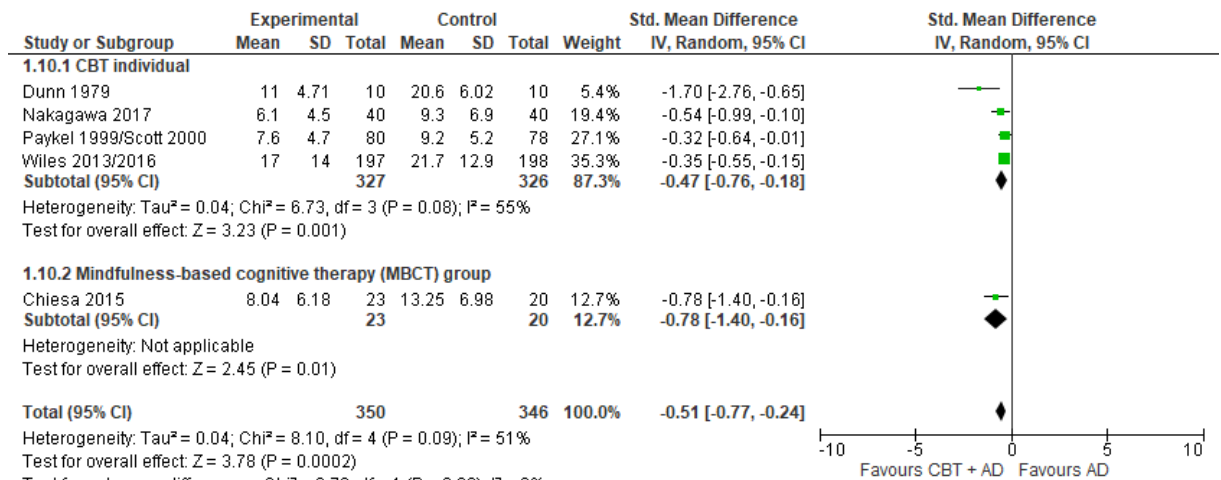 Experimental Control Std. Mean Difference Std. Mean Difference
Study or Subgroup Mean SD Total Mean SD Total Weight IV, Random, 95% CI IV, Random, 95% CI
1.10.1 CBT individual
Dunn 1979 11 4.71 10 20.6 6.02 10 5.4% -1.70 [-2.76, -0.65]
Nakagawa 2017 6.1 4.5 40 9.3 6.9 40 19.4% -0.54 [-0.99, -0.10]
Paykel 1999/Scott 2000 7.6 4.7 80 9.2 5.2 78 27.1% -0.32 [-0.64, -0.01]
Wiles 2013/2016 17 14 197 21.7 12.9 198 35.3% -0.35 [-0.55, -0.15]
Subtotal (95% CI) 327 326 87.3% -0.47 [-0.76, -0.18]
Heterogeneity: Tau² = 0.04; Chi² = 6.73, df = 3 (P = 0.08); I² = 55%
Test for overall effect: Z = 3.23 (P = 0.001)
1.10.2 Mindfulness-based cognitive therapy (MBCT) group
Chiesa 2015 8.04 6.18 23 13.25 6.98 20 12.7% -0.78 [-1.40, -0.16]
Subtotal (95% CI) 23 20 12.7% -0.78 [-1.40, -0.16]
Heterogeneity: Not applicable
Test for overall effect: Z = 2.45 (P = 0.01)
Total (95% CI) 350 346 100.0% -0.51 [-0.77, -0.24]
Heterogeneity: Tau² = 0.04; Chi² = 8.10, df = 4 (P = 0.09); I² = 51%
Test for overall effect: Z = 3.78 (P = 0.0002)
-10 -5 0 5 10
Favours CBT + AD Favours AD